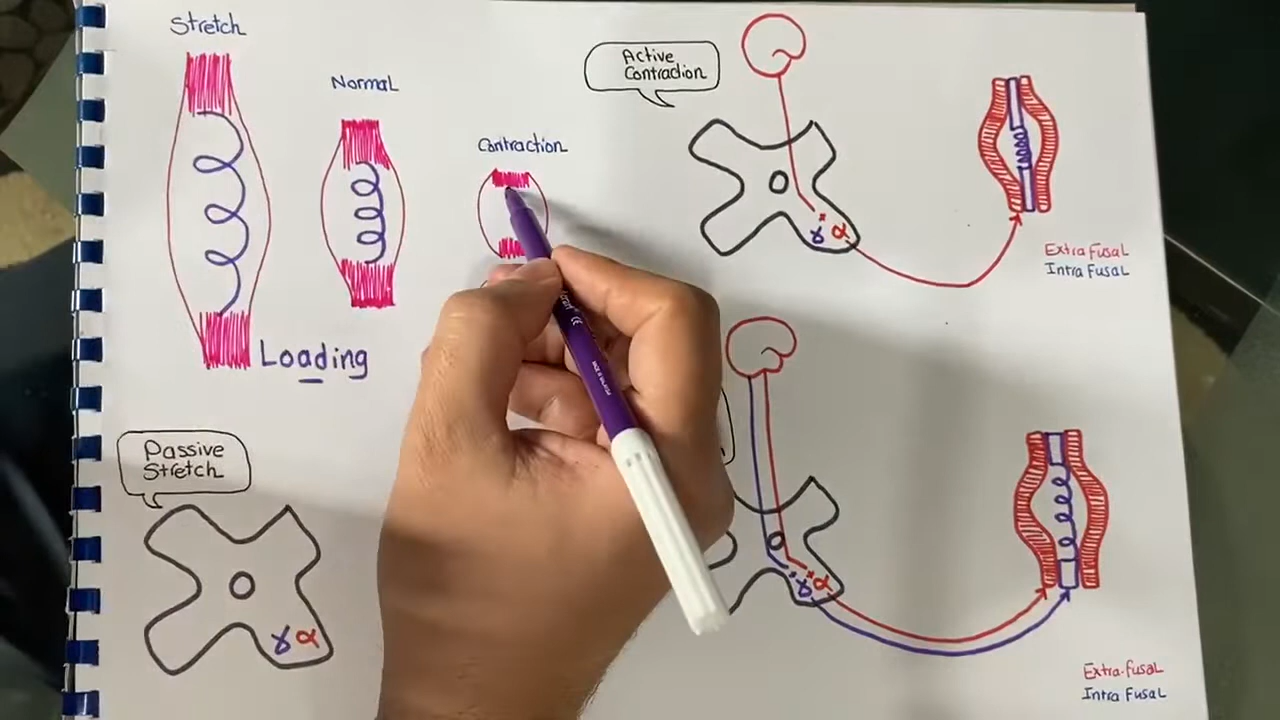 Stretch
Normal
Contraction
Loading
Active
Contraction
γ α
Extra Fusal
Intra Fusal
Passive
Stretch
γ α
γ α
Extra-fusal
Intra Fusal